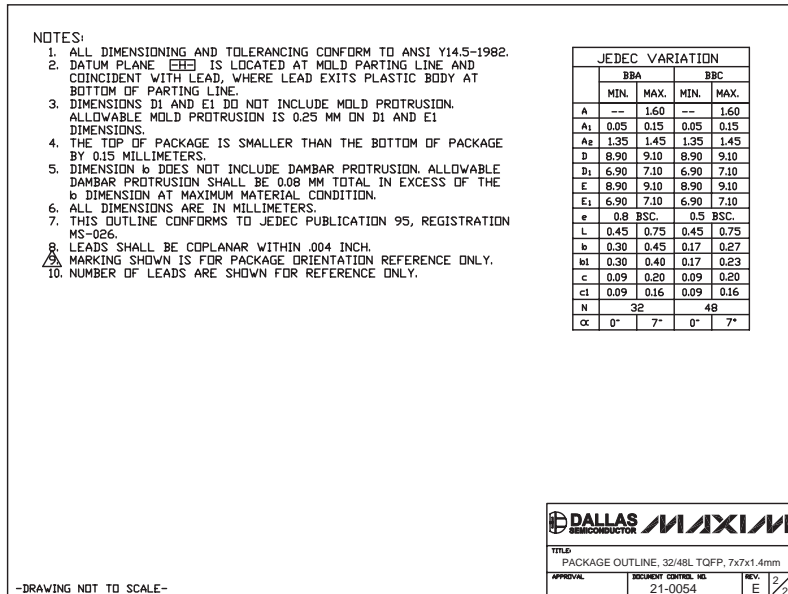 NOTES:
1. ALL DIMENSIONING AND TOLERANCING CONFORM TO ANSI Y14.5-1982.
2. DATUM PLANE -H- IS LOCATED AT MOLD PARTING LINE AND
COINCIDENT WITH LEAD, WHERE LEAD EXITS PLASTIC BODY AT
BOTTOM OF PARTING LINE.
3. DIMENSIONS D1 AND E1 DO NOT INCLUDE MOLD PROTRUSION.
ALLOWABLE MOLD PROTRUSION IS 0.25 MM ON D1 AND E1
DIMENSIONS.
4. THE TOP OF PACKAGE IS SMALLER THAN THE BOTTOM OF PACKAGE
BY 0.15 MILLIMETERS.
5. DIMENSION b DOES NOT INCLUDE DAMBAR PROTRUSION. ALLOWABLE
DAMBAR PROTRUSION SHALL BE 0.08 MM TOTAL IN EXCESS OF THE
b DIMENSION AT MAXIMUM MATERIAL CONDITION.
6. ALL DIMENSIONS ARE IN MILLIMETERS.
7. THIS OUTLINE CONFORMS TO JEDEC PUBLICATION 95, REGISTRATION
MS-026.
8. LEADS SHALL BE COPLANAR WITHIN .004 INCH.
9. MARKING SHOWN IS FOR PACKAGE ORIENTATION REFERENCE ONLY.
10. NUMBER OF LEADS ARE SHOWN FOR REFERENCE ONLY.
JEDEC VARIATION
BBA BBC
MIN. MAX. MIN. MAX.
A -- 1.60 -- 1.60
A1 0.05 0.15 0.05 0.15
A2 1.35 1.45 1.35 1.45
D 8.90 9.10 8.90 9.10
D1 6.90 7.10 6.90 7.10
E 8.90 9.10 8.90 9.10
E1 6.90 7.10 6.90 7.10
e 0.8 BSC. 0.5 BSC.
L 0.45 0.75 0.45 0.75
b 0.30 0.45 0.17 0.27
b1 0.30 0.40 0.17 0.23
c 0.09 0.20 0.09 0.20
c1 0.09 0.16 0.09 0.16
N 32 48
α 0° 7° 0° 7°
DALLAS SEMICONDUCTOR MAXIM
TITLE:
PACKAGE OUTLINE, 32/48L TQFP, 7x7x1.4mm
APPROVAL DOCUMENT CONTROL NO. REV.
21-0054 E 2/2
-DRAWING NOT TO SCALE-